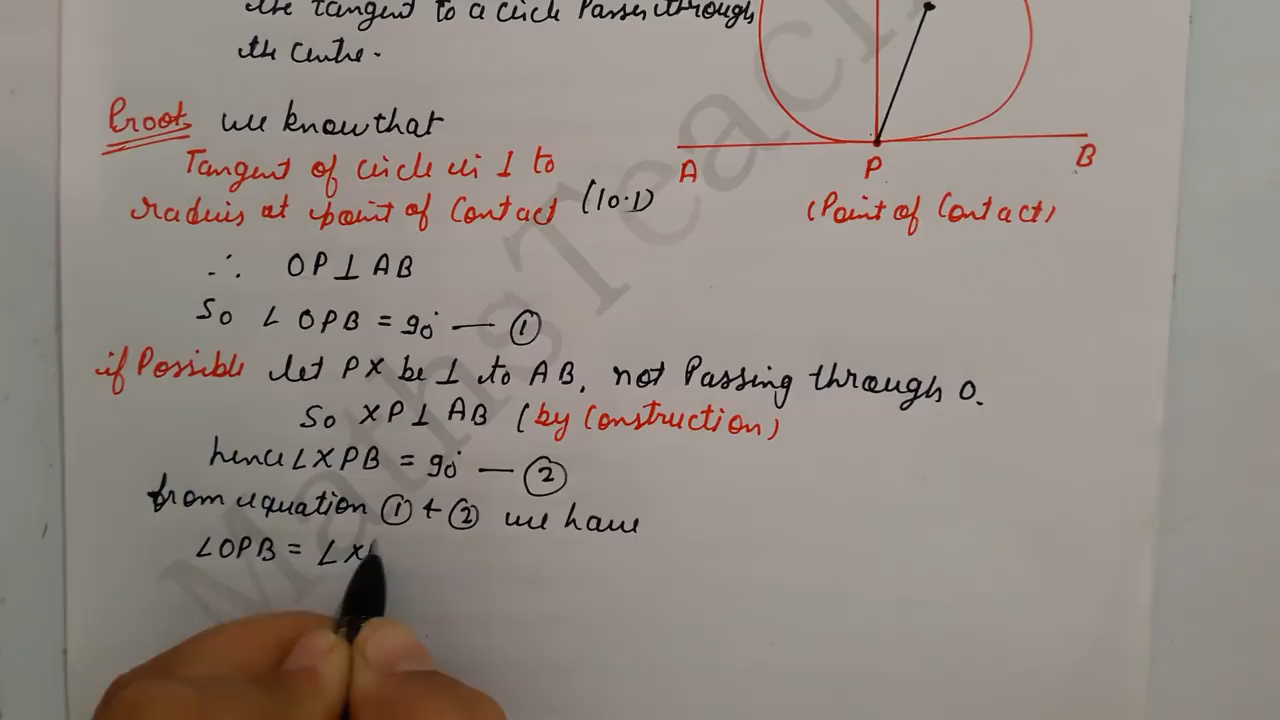 the tangent to a circle Passes through
the Centre.
Proof, we know that
Tangent of circle is ⊥ to
radius at point of Contact (10.1)
A P B
(Point of Contact)
∴ OP⊥AB
So ∠OPB = 90° — ①
if Possible let PX be ⊥ to AB, not Passing through O.
So XP⊥AB (by Construction)
hence ∠XPB = 90° — ②
from equation ① + ② we have
∠OPB = ∠X
MathsTeach